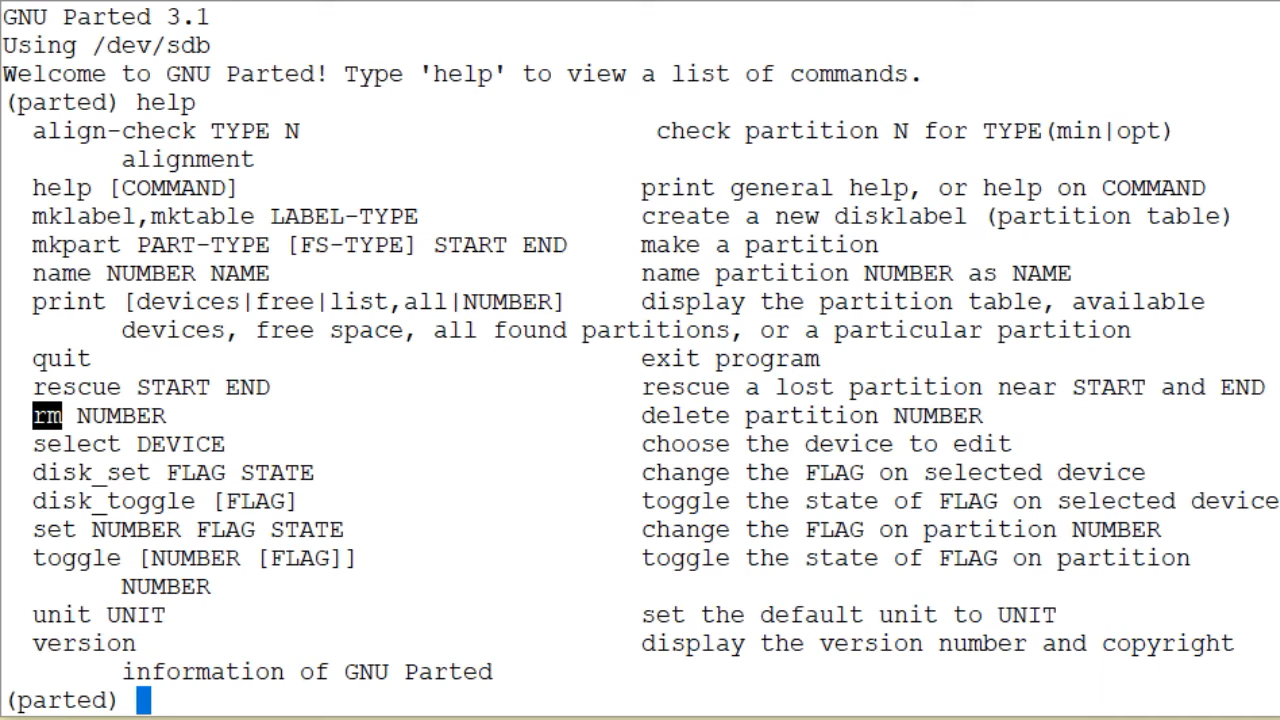 GNU Parted 3.1
Using /dev/sdb
Welcome to GNU Parted! Type 'help' to view a list of commands.
(parted) help
  align-check TYPE N                        check partition N for TYPE(min|opt)
        alignment
  help [COMMAND]                           print general help, or help on COMMAND
  mklabel,mktable LABEL-TYPE               create a new disklabel (partition table)
  mkpart PART-TYPE [FS-TYPE] START END     make a partition
  name NUMBER NAME                         name partition NUMBER as NAME
  print [devices|free|list,all|NUMBER]     display the partition table, available
        devices, free space, all found partitions, or a particular partition
  quit                                     exit program
  rescue START END                         rescue a lost partition near START and END
  rm NUMBER                                delete partition NUMBER
  select DEVICE                            choose the device to edit
  disk_set FLAG STATE                      change the FLAG on selected device
  disk_toggle [FLAG]                       toggle the state of FLAG on selected device
  set NUMBER FLAG STATE                    change the FLAG on partition NUMBER
  toggle [NUMBER [FLAG]]                   toggle the state of FLAG on partition
        NUMBER
  unit UNIT                                set the default unit to UNIT
  version                                  display the version number and copyright
        information of GNU Parted
(parted)